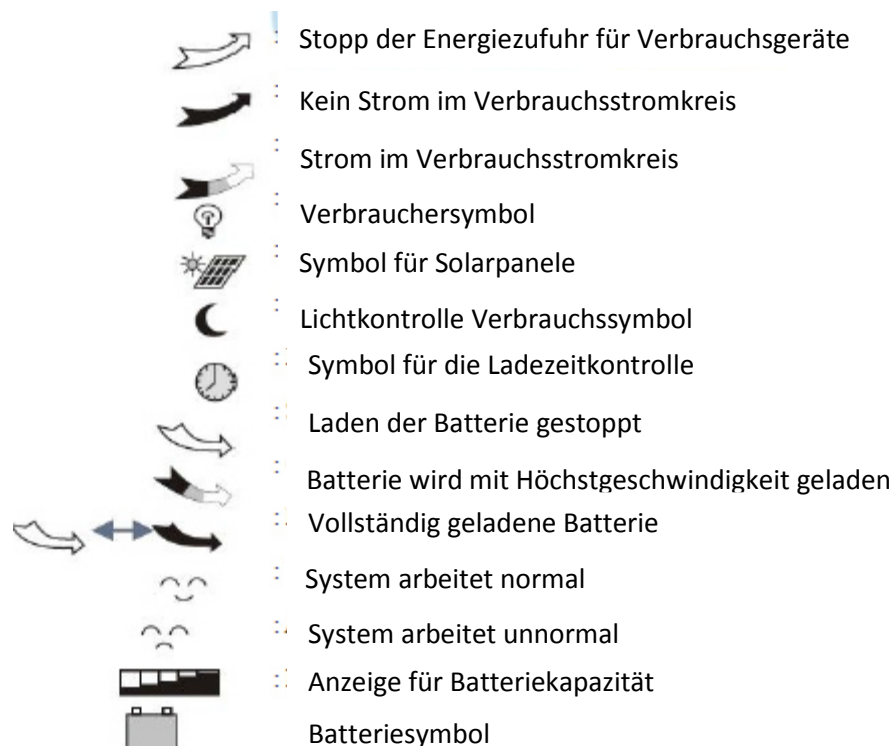 Stopp der Energiezufuhr für Verbrauchsgeräte
Kein Strom im Verbrauchsstromkreis
Strom im Verbrauchsstromkreis
Verbrauchersymbol
Symbol für Solarpanele
Lichtkontrolle Verbrauchssymbol
Symbol für die Ladezeitkontrolle
Laden der Batterie gestoppt
Batterie wird mit Höchstgeschwindigkeit geladen
Vollständig geladene Batterie
System arbeitet normal
System arbeitet unnormal
Anzeige für Batteriekapazität
Batteriesymbol